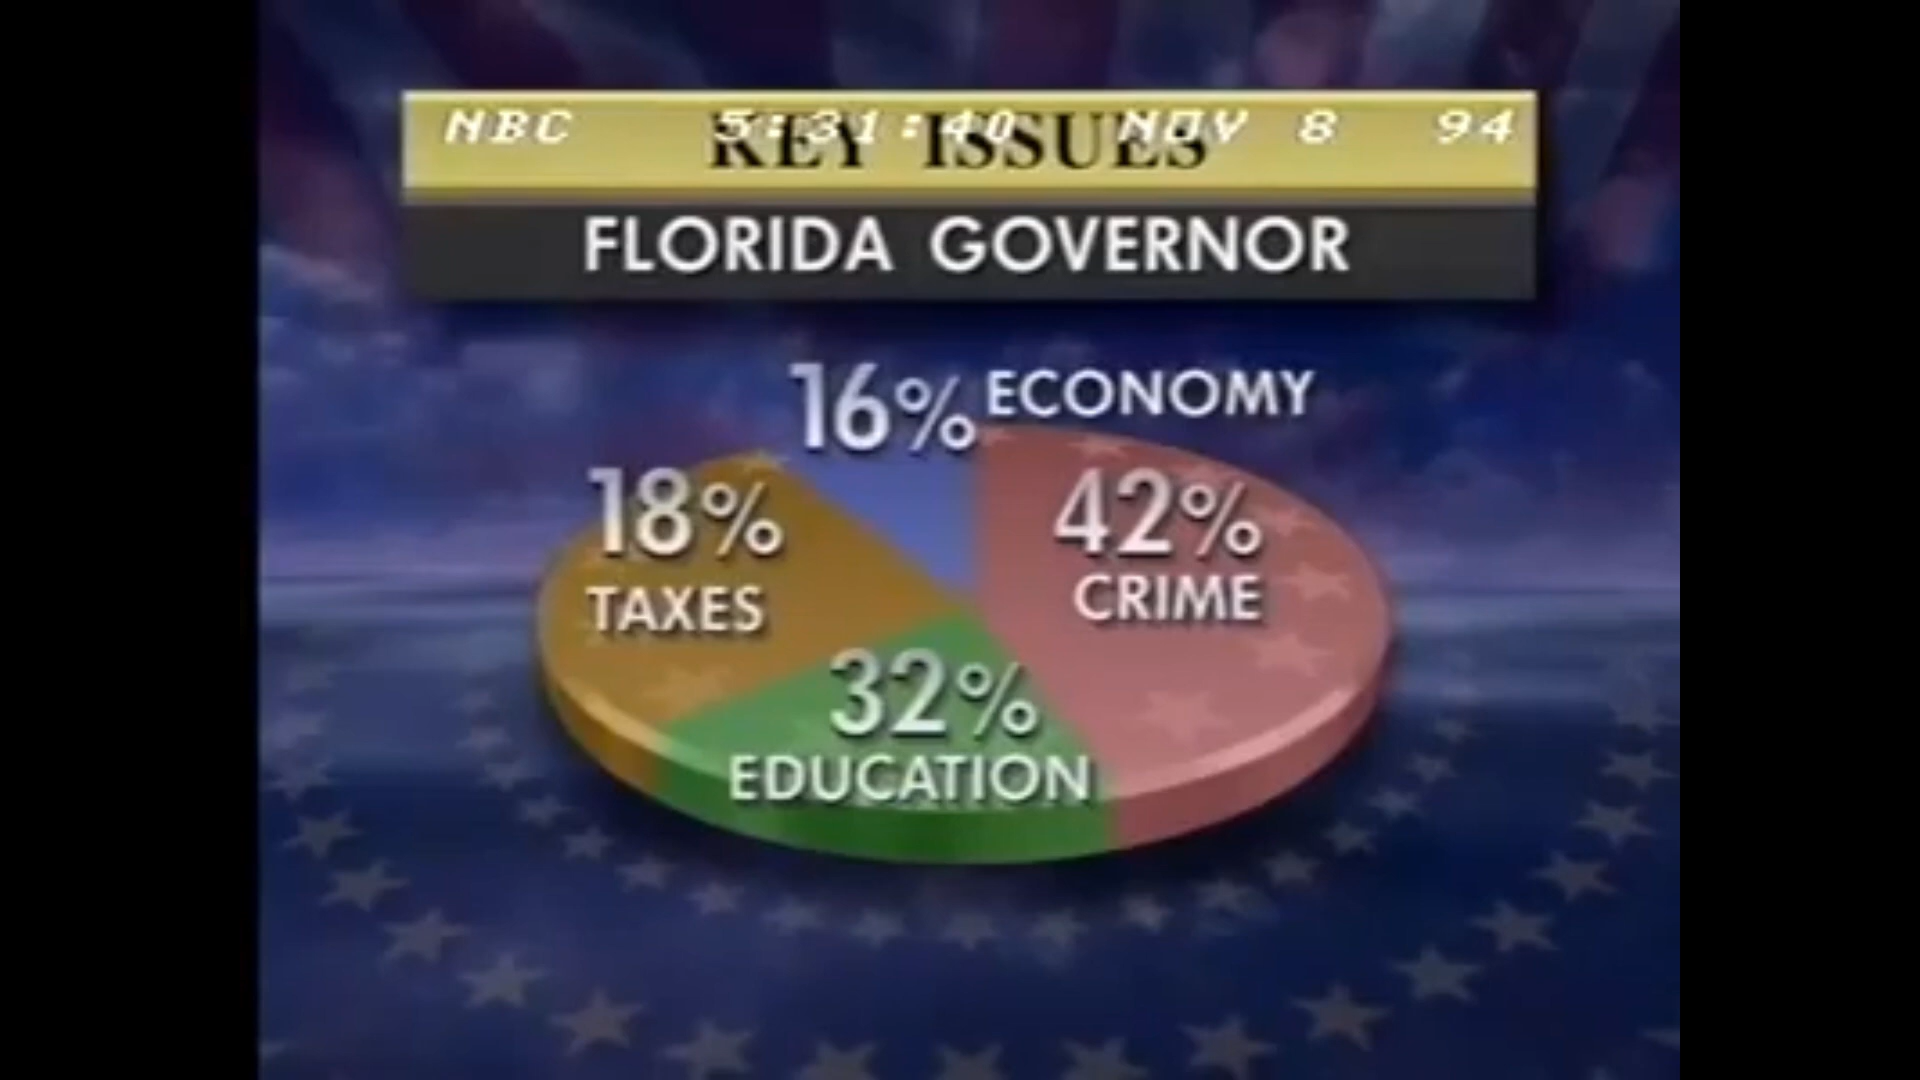 NBC 5:31:40 NOV 8 94
KEY ISSUES
FLORIDA GOVERNOR
16% ECONOMY
18%
TAXES
42%
CRIME
32%
EDUCATION